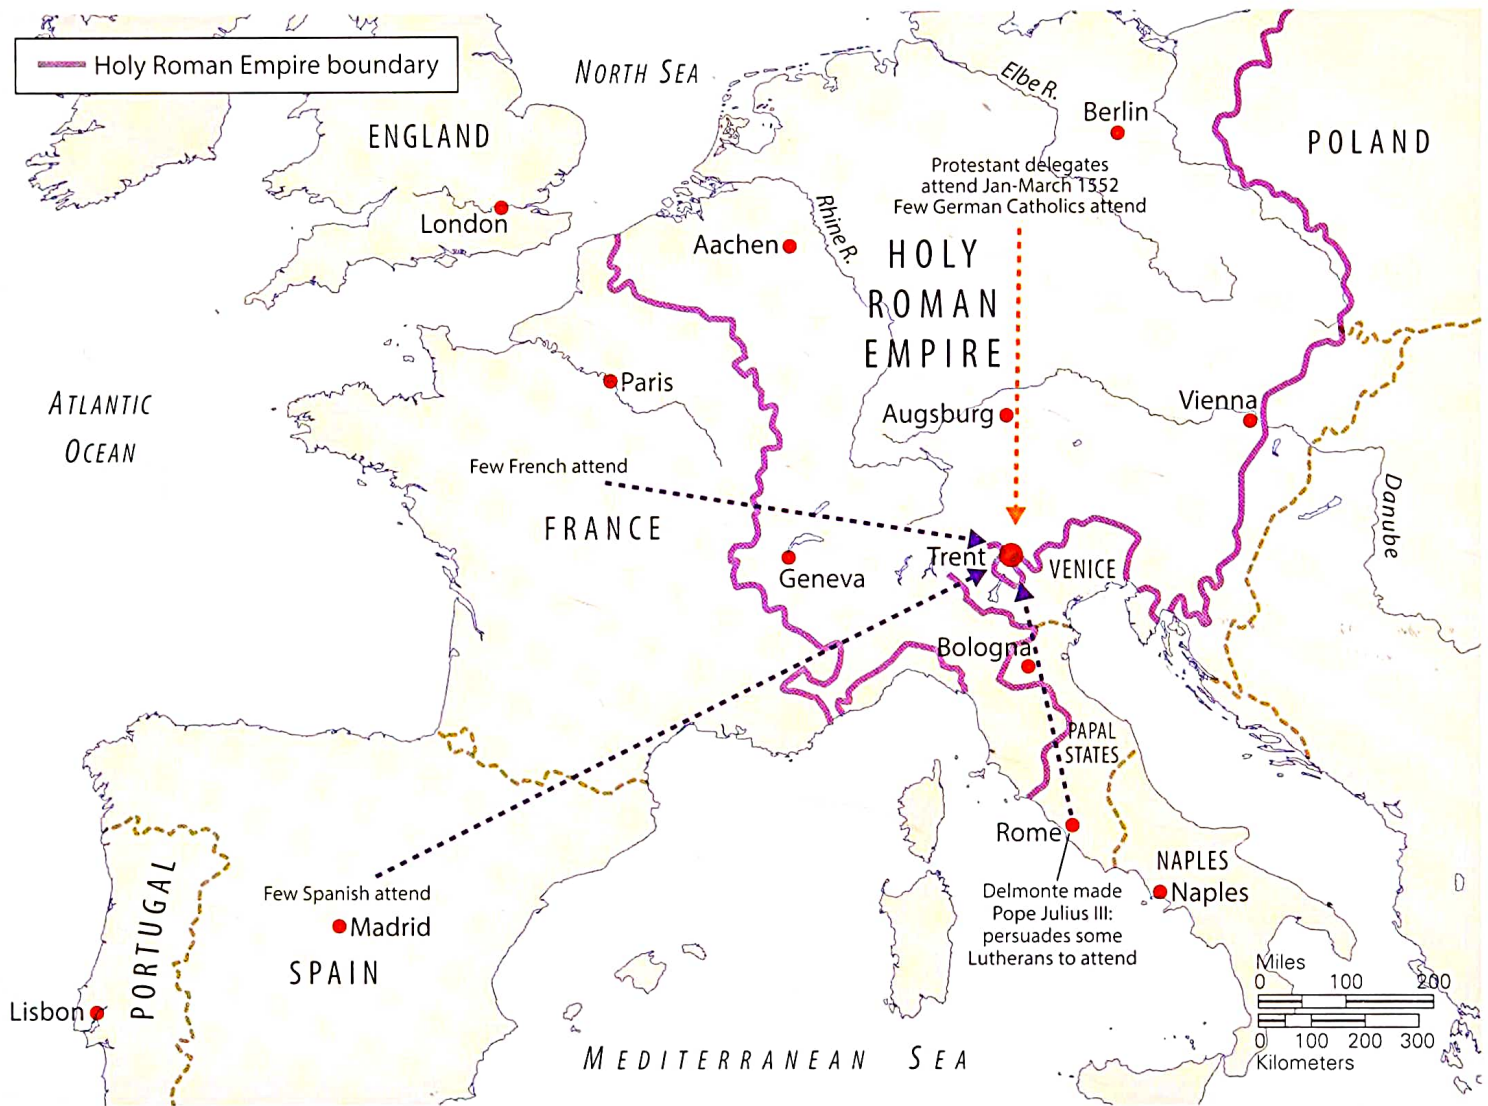 Holy Roman Empire boundary
NORTH SEA
Elbe R.
Berlin
ENGLAND
POLAND
Protestant delegates
attend Jan-March 1552
Few German Catholics attend
London
Rhine R.
Aachen
HOLY
ROMAN
EMPIRE
Paris
ATLANTIC
OCEAN
Augsburg
Vienna
Few French attend
Danube
FRANCE
Trent
VENICE
Geneva
Bologna
PAPAL
STATES
Rome
NAPLES
Naples
PORTUGAL
Few Spanish attend
Madrid
Delmonte made
Pope Julius III:
persuades some
Lutherans to attend
SPAIN
Lisbon
Miles
0 100 200
0 100 200 300
Kilometers
MEDITERRANEAN SEA